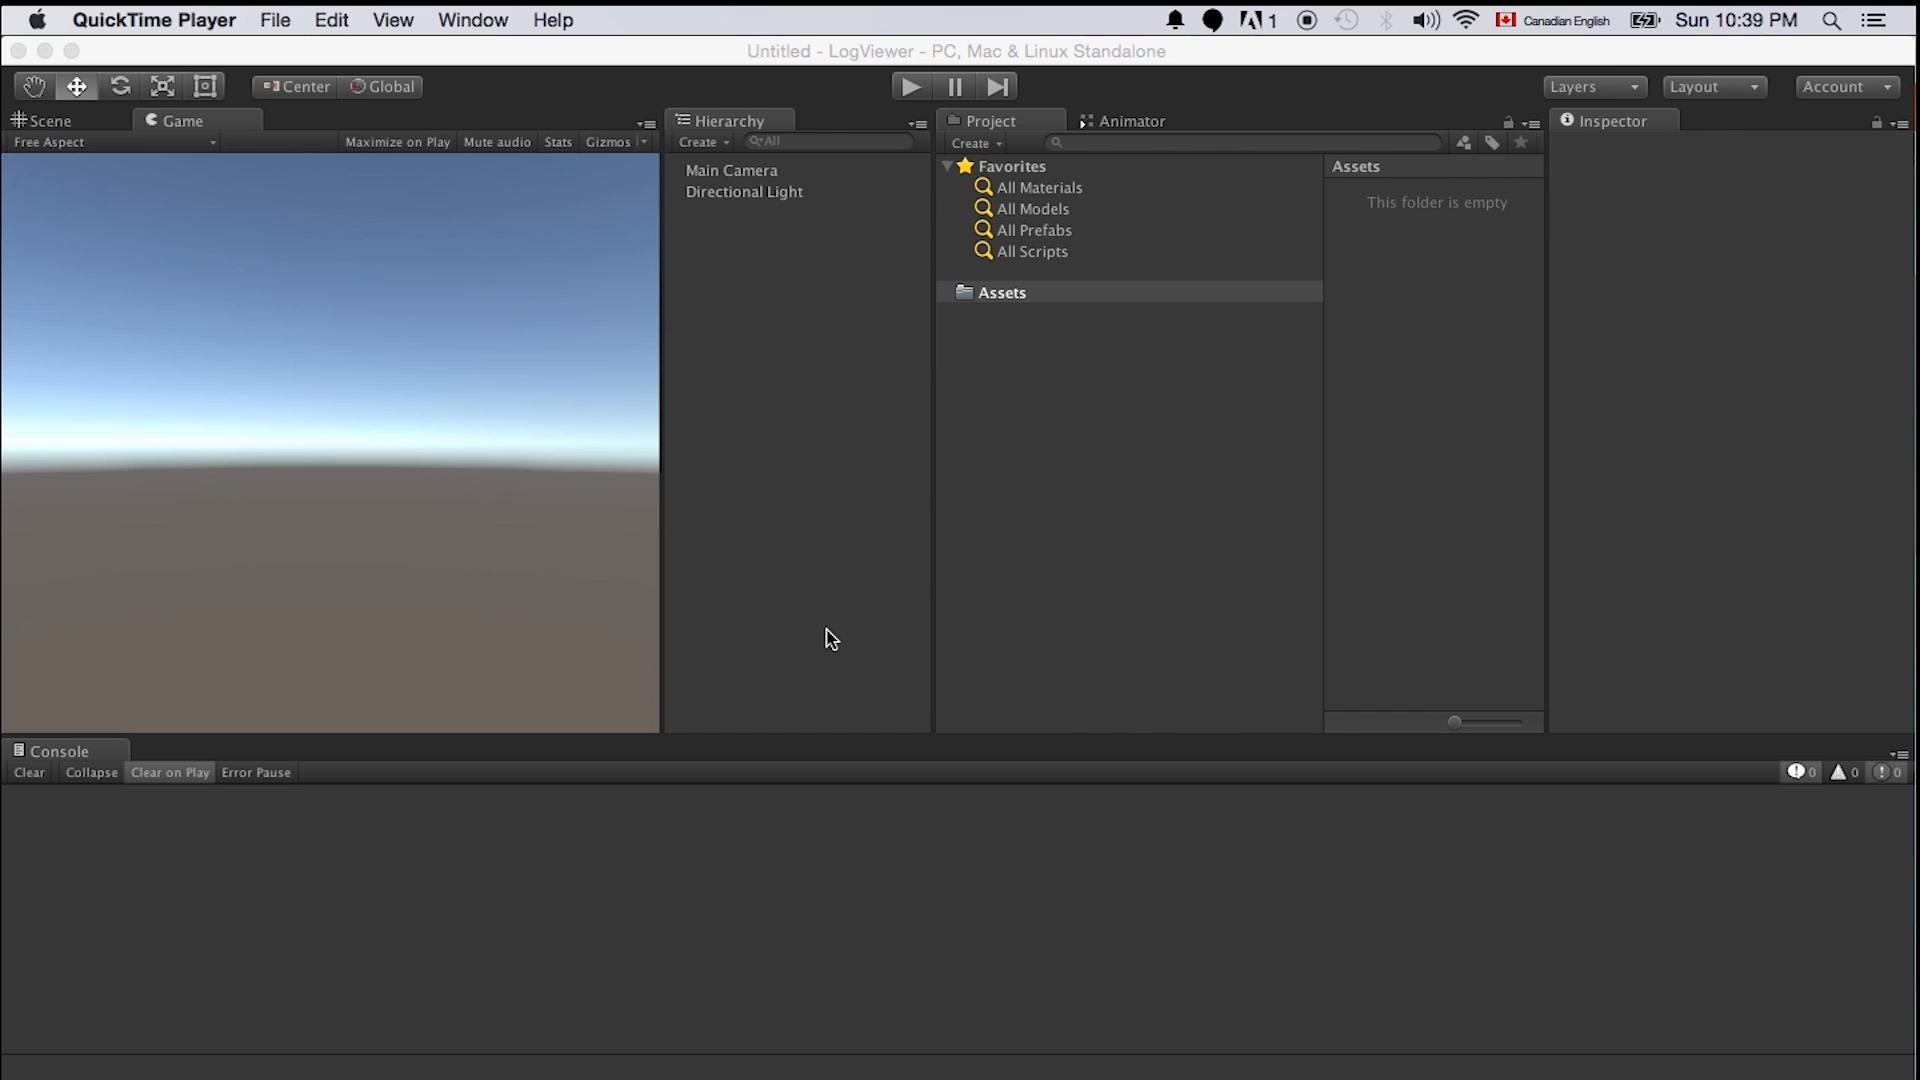 QuickTime Player File Edit View Window Help 1 Canadian English Sun 10:39 PM
Untitled - LogViewer - PC, Mac & Linux Standalone
Center Global Layers Layout Account
Scene Game Hierarchy Project Animator Inspector
Free Aspect Maximize on Play Mute audio Stats Gizmos Create All Create
Main Camera
Directional Light
Favorites
All Materials
All Models
All Prefabs
All Scripts
Assets
Assets
This folder is empty
Console
Clear Collapse Clear on Play Error Pause 0 0 0